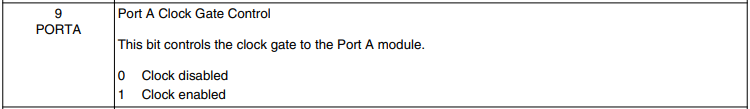 9
PORTA
Port A Clock Gate Control
This bit controls the clock gate to the Port A module.
0 Clock disabled
1 Clock enabled